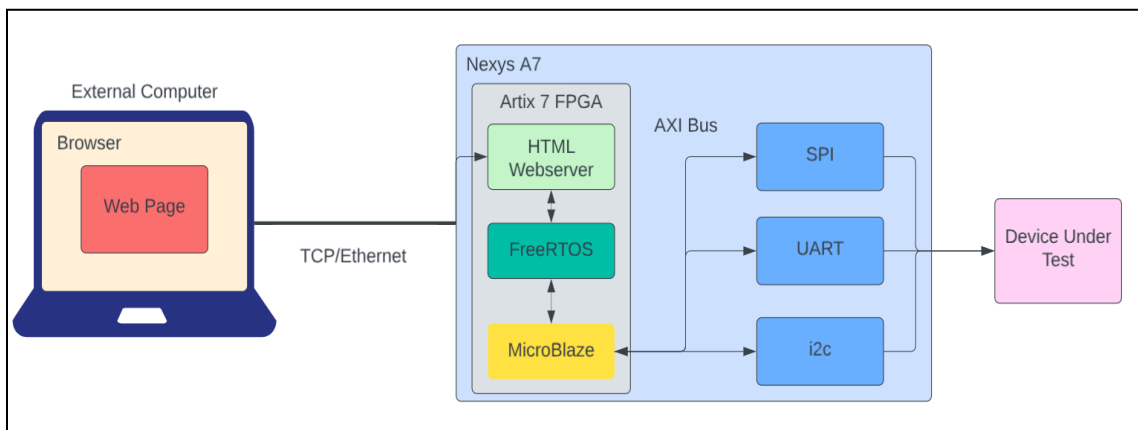 External Computer
Browser
Web Page
TCP/Ethernet
Nexys A7
Artix 7 FPGA
HTML
Webserver
FreeRTOS
MicroBlaze
AXI Bus
SPI
UART
i2c
Device Under
Test